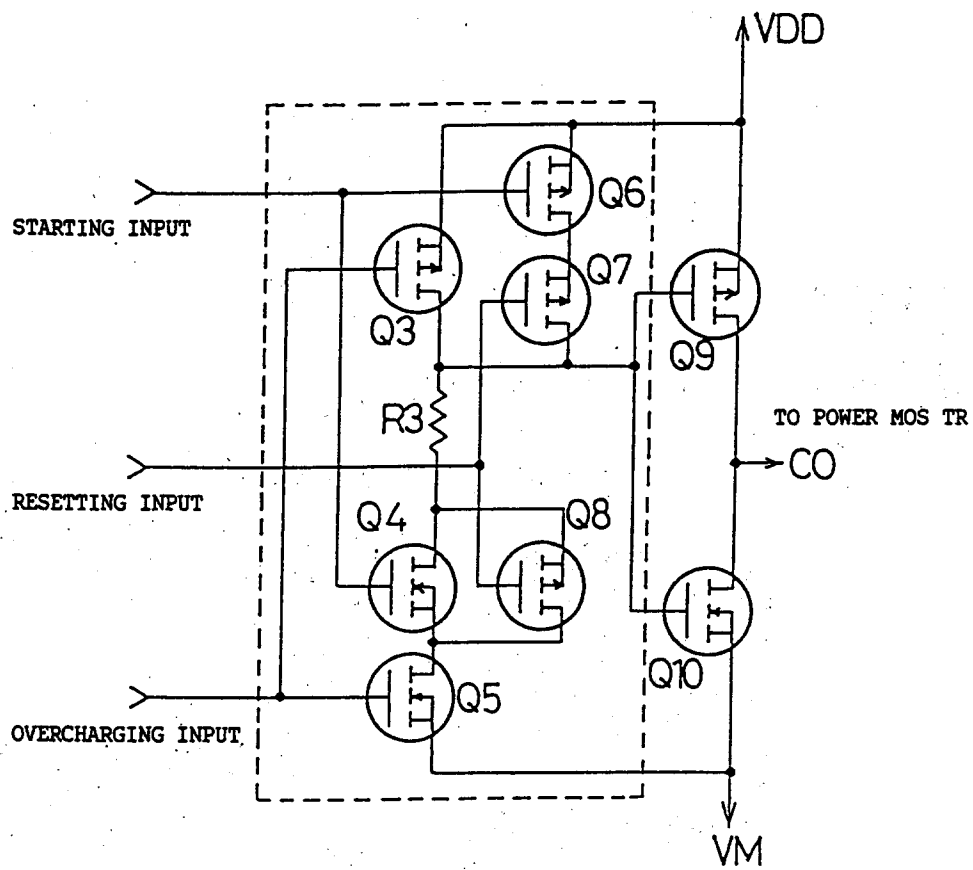 VDD
STARTING INPUT
Q6
Q7
Q3
Q9
R3
TO POWER MOS TR
CO
RESETTING INPUT
Q4
Q8
Q5
Q10
OVERCHARGING INPUT
VM